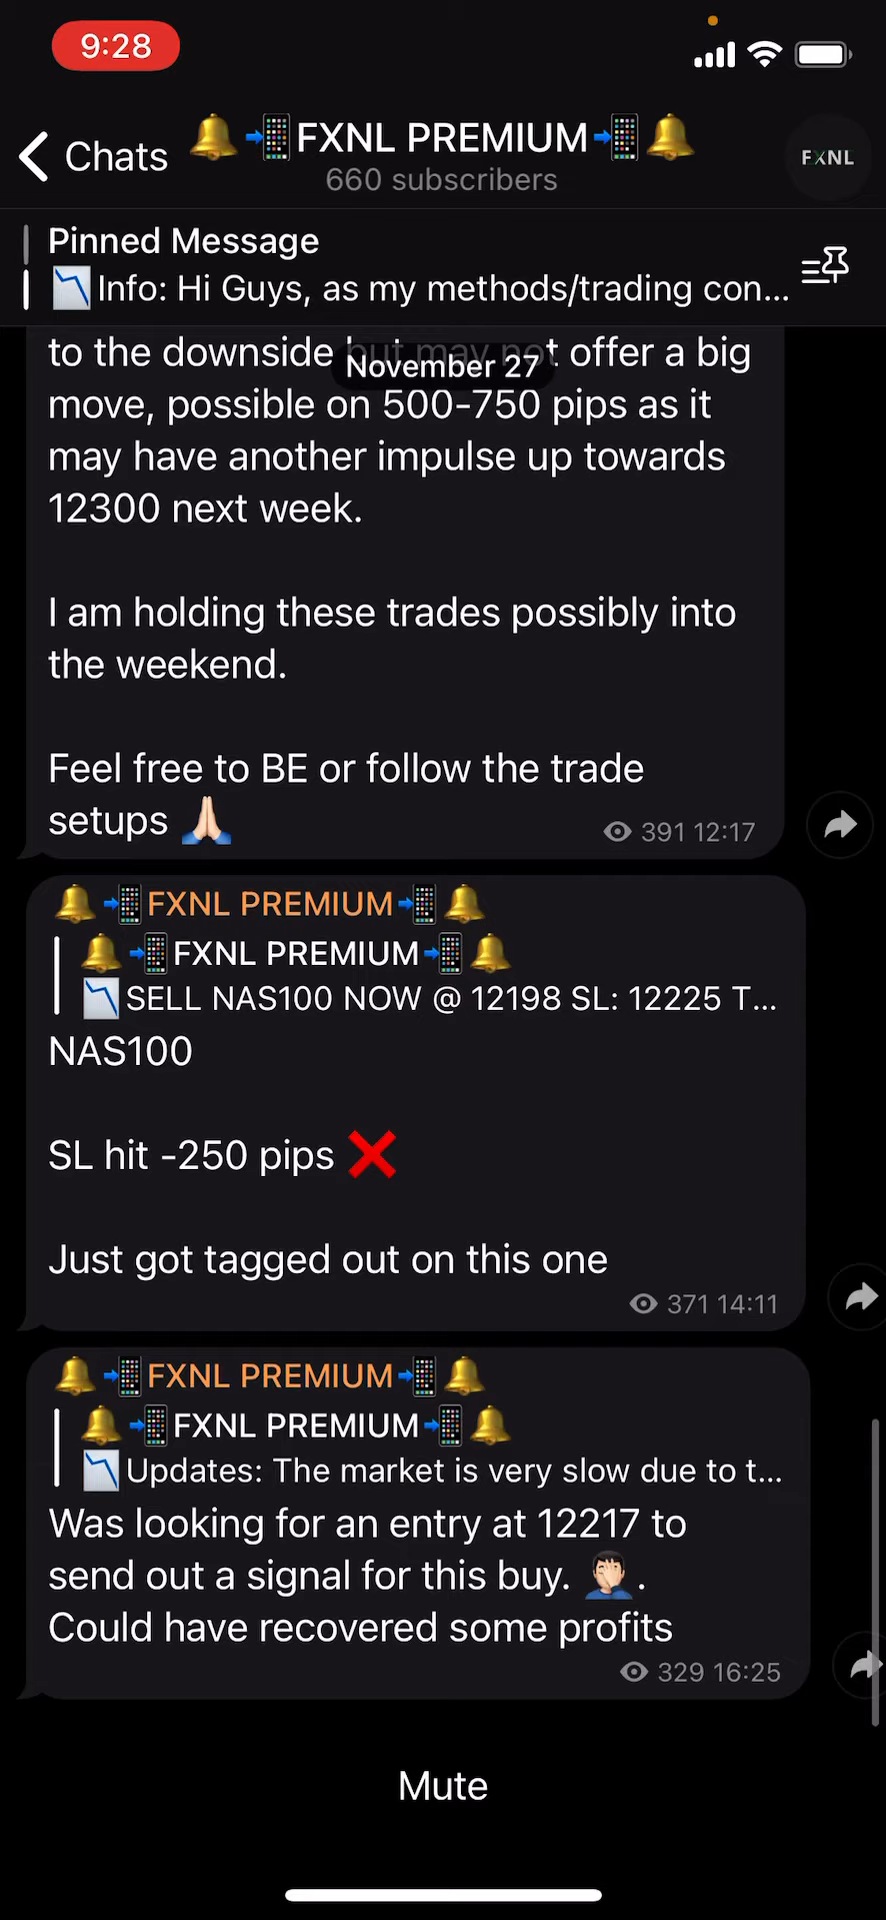 9:28
Chats
🔔📲FXNL PREMIUM📲🔔
660 subscribers
FXNL
Pinned Message
📉Info: Hi Guys, as my methods/trading con...
November 27
to the downside but may not offer a big
move, possible on 500-750 pips as it
may have another impulse up towards
12300 next week.
I am holding these trades possibly into
the weekend.
Feel free to BE or follow the trade
setups 🙏🏻
391 12:17
🔔📲FXNL PREMIUM📲🔔
🔔📲FXNL PREMIUM📲🔔
📉SELL NAS100 NOW @ 12198 SL: 12225 T...
NAS100
SL hit -250 pips ❌
Just got tagged out on this one
371 14:11
🔔📲FXNL PREMIUM📲🔔
🔔📲FXNL PREMIUM📲🔔
📉Updates: The market is very slow due to t...
Was looking for an entry at 12217 to
send out a signal for this buy. 🤦🏻‍♂️.
Could have recovered some profits
329 16:25
Mute